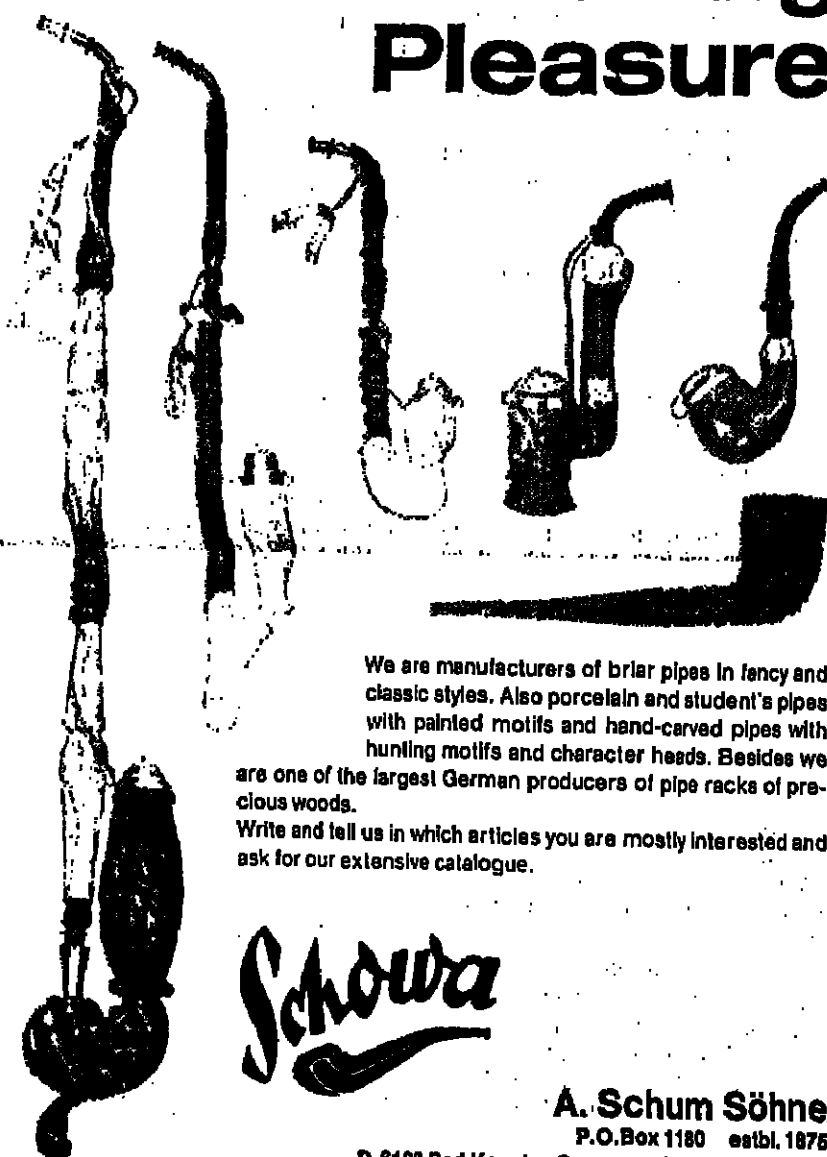 Pleasure
We are manufacturers of briar pipes in fancy and
classic styles. Also porcelain and student's pipes
with painted motifs and hand-carved pipes with
hunting motifs and character heads. Besides we
are one of the largest German producers of pipe racks of pre-
cious woods.
Write and tell us in which articles you are mostly interested and
ask for our extensive catalogue.
Schowa
A. Schum Söhne
P.O.Box 1180 estbl. 1875